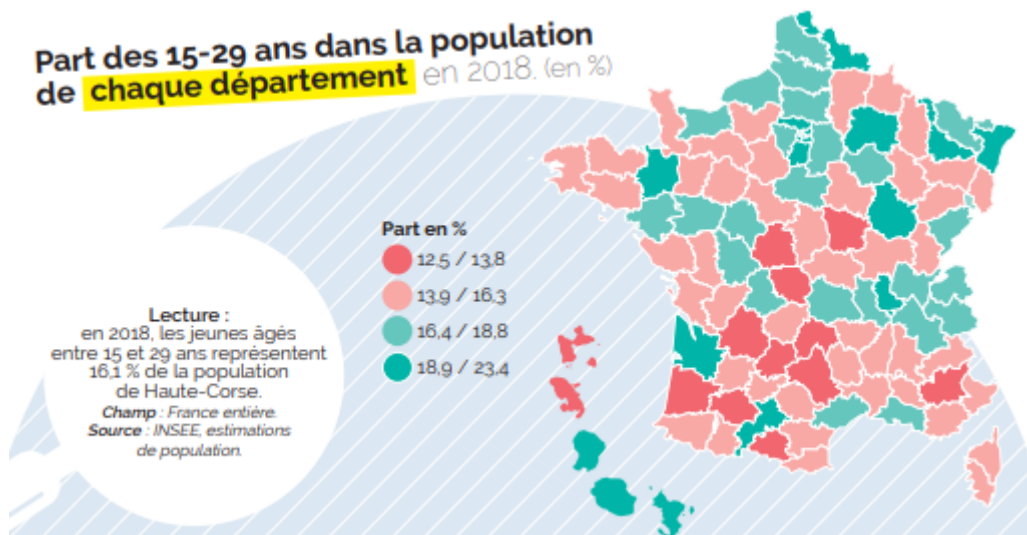 Part des 15-29 ans dans la population
de chaque département en 2018. (en %)
Part en %
12,5 / 13,8
13,9 / 16,3
16,4 / 18,8
18,9 / 23,4
Lecture :
en 2018, les jeunes âgés
entre 15 et 29 ans représentent
16,1 % de la population
de Haute-Corse.
Champ : France entière.
Source : INSEE, estimations
de population.